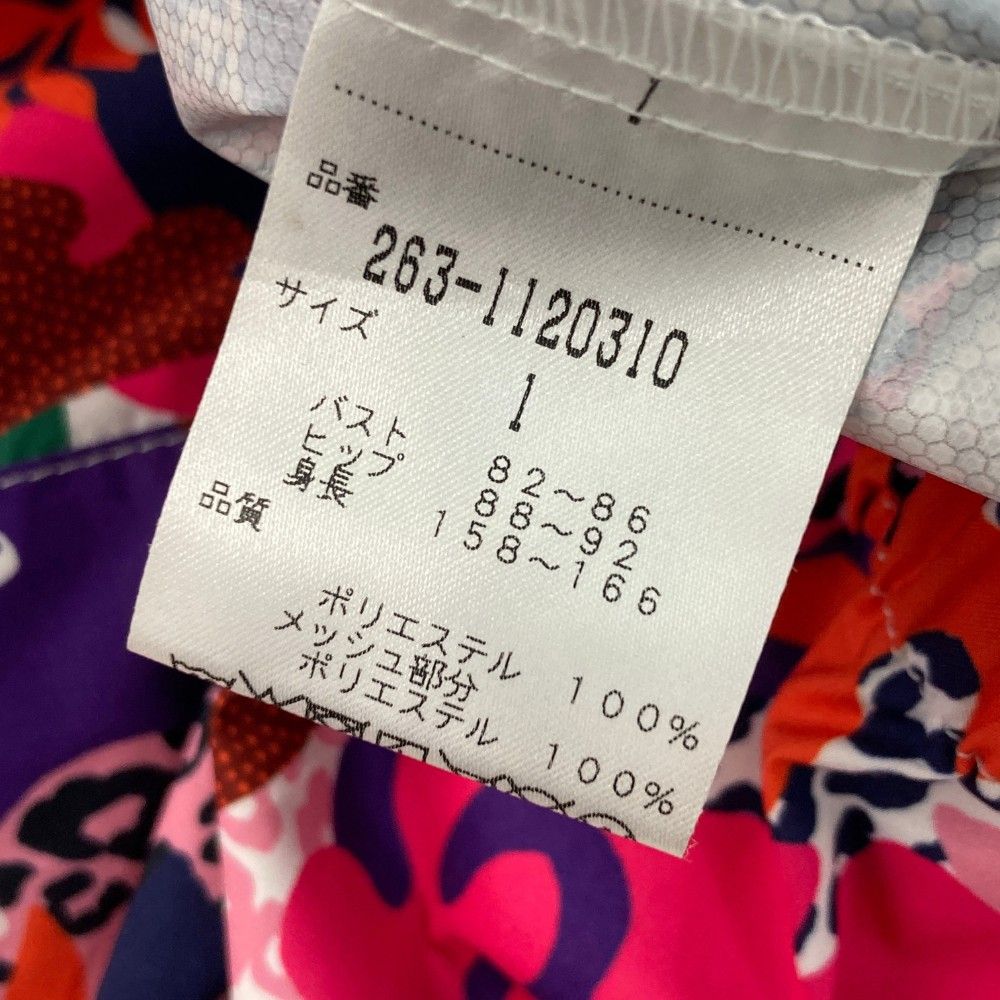 品番
263-1120310
サイズ
1
バスト 82～86
ヒップ 88～92
身長 158～166
品質
ポリエステル 100%
メッシュ部分
ポリエステル 100%